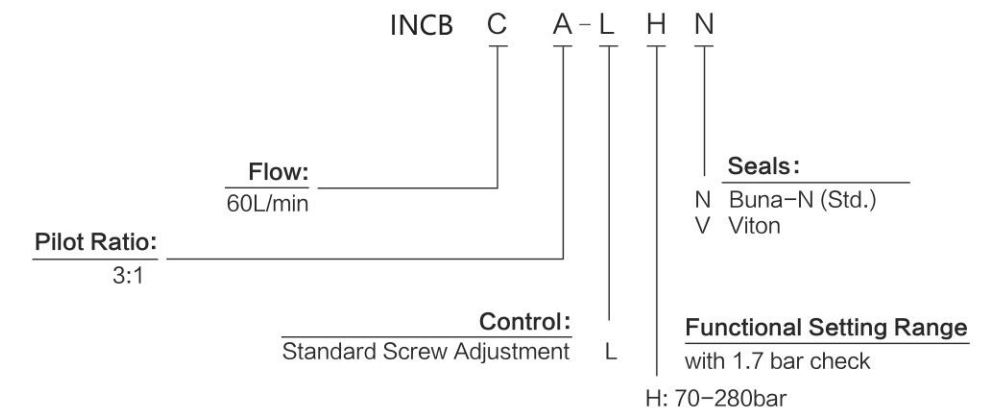 INCB C A-L H N
Flow:
60L/min
Pilot Ratio:
3:1
Control:
Standard Screw Adjustment L
Seals:
N Buna-N (Std.)
V Viton
Functional Setting Range
with 1.7 bar check
H: 70-280bar